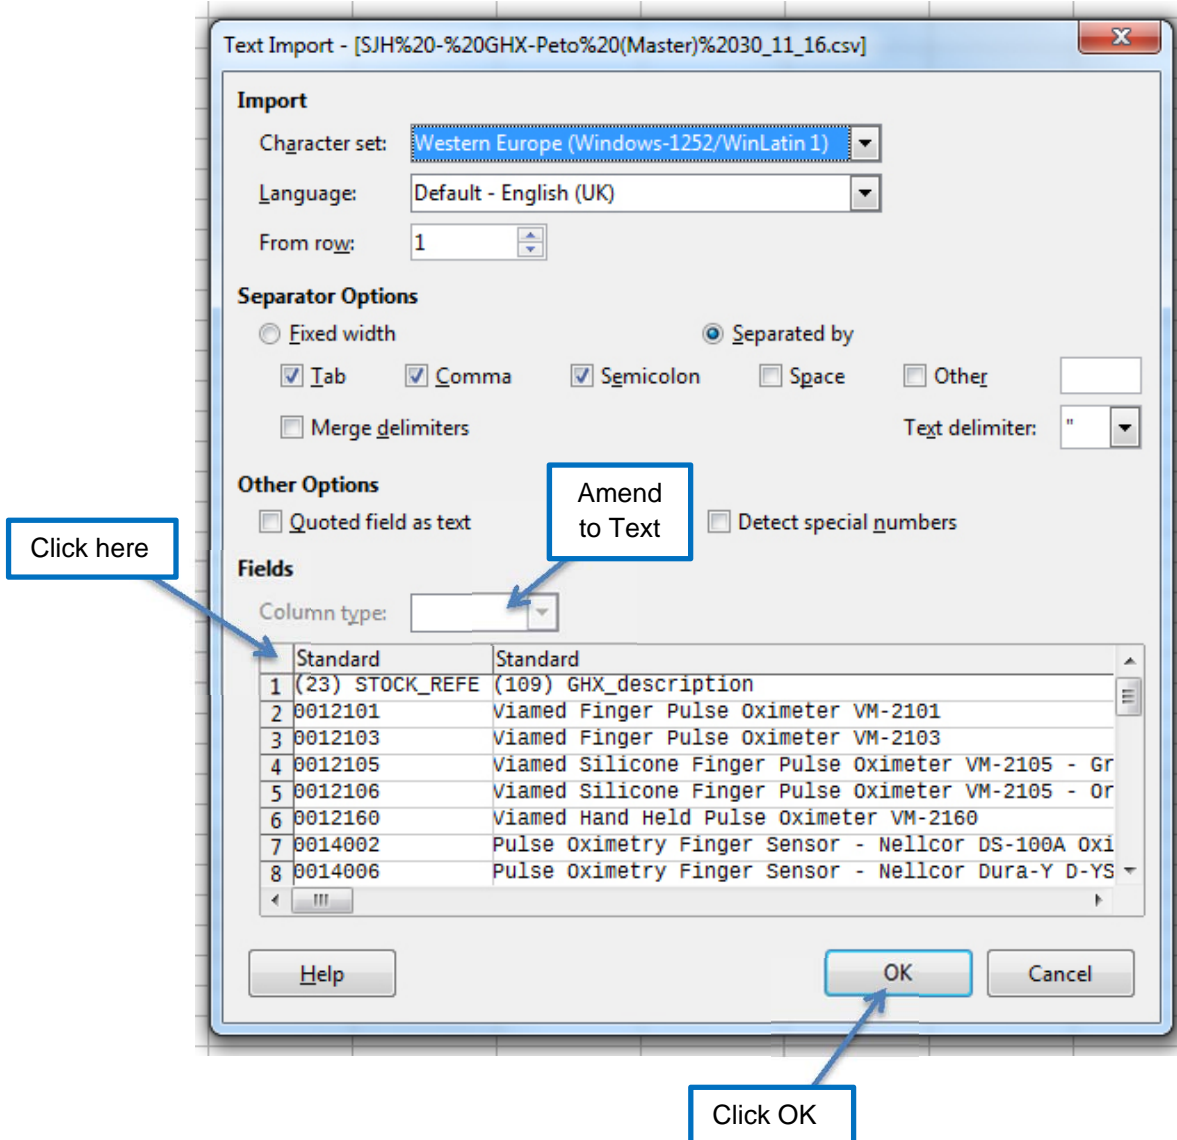 Text Import - [SJH%20-%20GHX-Peto%20(Master)%2030_11_16.csv]
x
Import
Character set: Western Europe (Windows-1252/WinLatin 1)
Language: Default - English (UK)
From row: 1
Separator Options
Fixed width Separated by
Tab Comma Semicolon Space Other
Merge delimiters Text delimiter: "
Other Options
Amend
to Text
Quoted field as text Detect special numbers
Click here
Fields
Column type:
Standard Standard
1 (23) STOCK_REFE (109) GHX_description
2 0012101 Viamed Finger Pulse Oximeter VM-2101
3 0012103 Viamed Finger Pulse Oximeter VM-2103
4 0012105 Viamed Silicone Finger Pulse Oximeter VM-2105 - Gr
5 0012106 Viamed Silicone Finger Pulse Oximeter VM-2105 - Or
6 0012160 Viamed Hand Held Pulse Oximeter VM-2160
7 0014002 Pulse Oximetry Finger Sensor - Nellcor DS-100A Oxi
8 0014006 Pulse Oximetry Finger Sensor - Nellcor Dura-Y D-YS
Help OK Cancel
Click OK